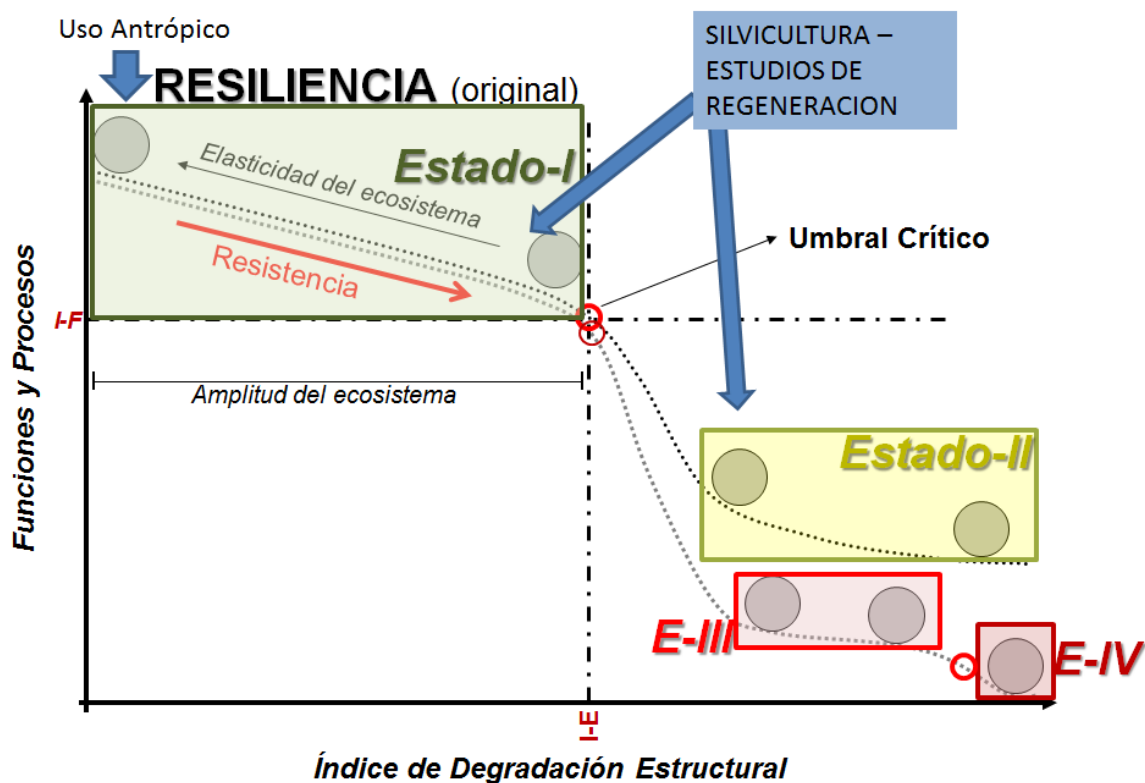 Uso Antrópico
SILVICULTURA –
ESTUDIOS DE
REGENERACION
RESILIENCIA (original)
Estado-I
Elasticidad del ecosistema
Resistencia
Umbral Crítico
I-F
Amplitud del ecosistema
Funciones y Procesos
Estado-II
E-III
E-IV
I-E
Índice de Degradación Estructural